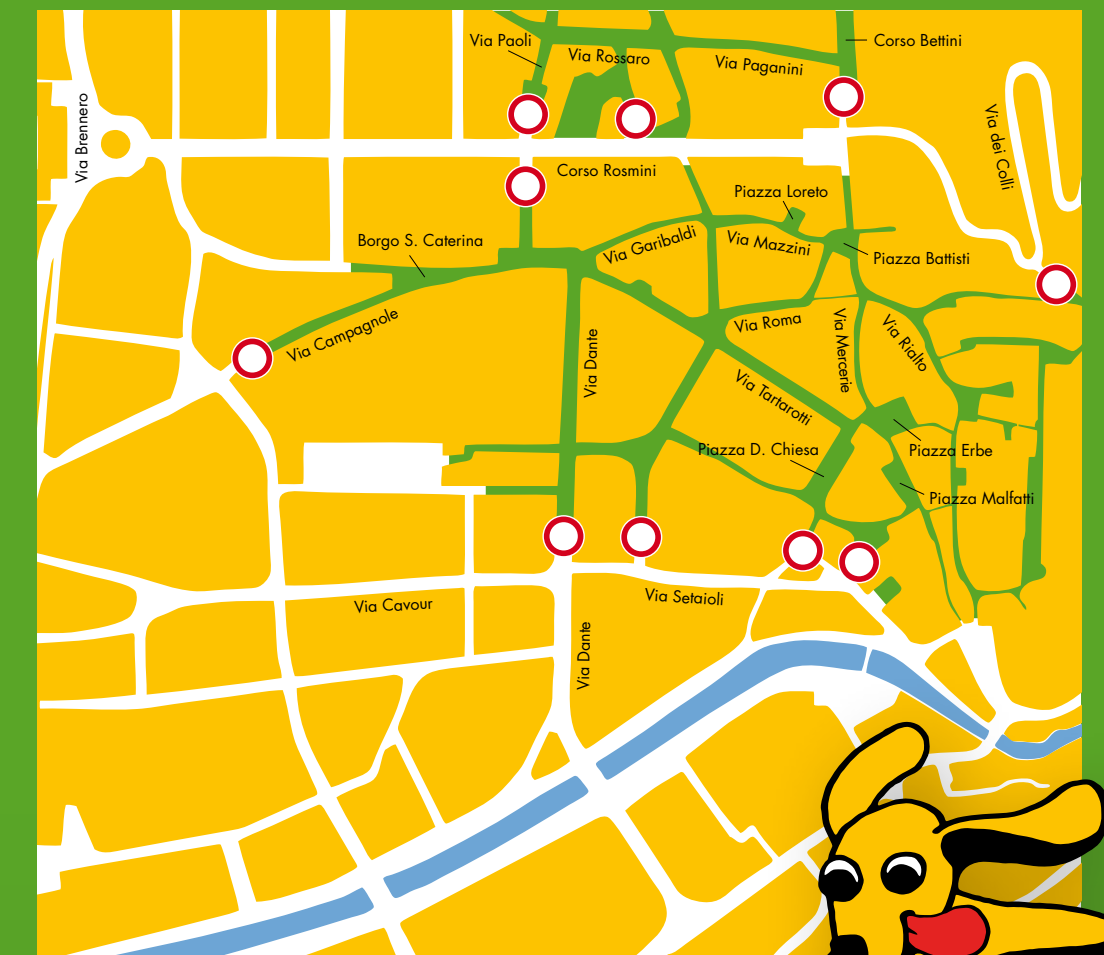 Via Paoli
Corso Bettini
Via Rossaro
Via Paganini
Via Brennero
Via dei Colli
Corso Rosmini
Piazza Loreto
Borgo S. Caterina
Via Garibaldi
Via Mazzini
Piazza Battisti
Via Campagnole
Via Roma
Via Mercerie
Via Rialto
Via Dante
Via Tartarotti
Piazza D. Chiesa
Piazza Erbe
Piazza Malfatti
Via Cavour
Via Setaioli
Via Dante